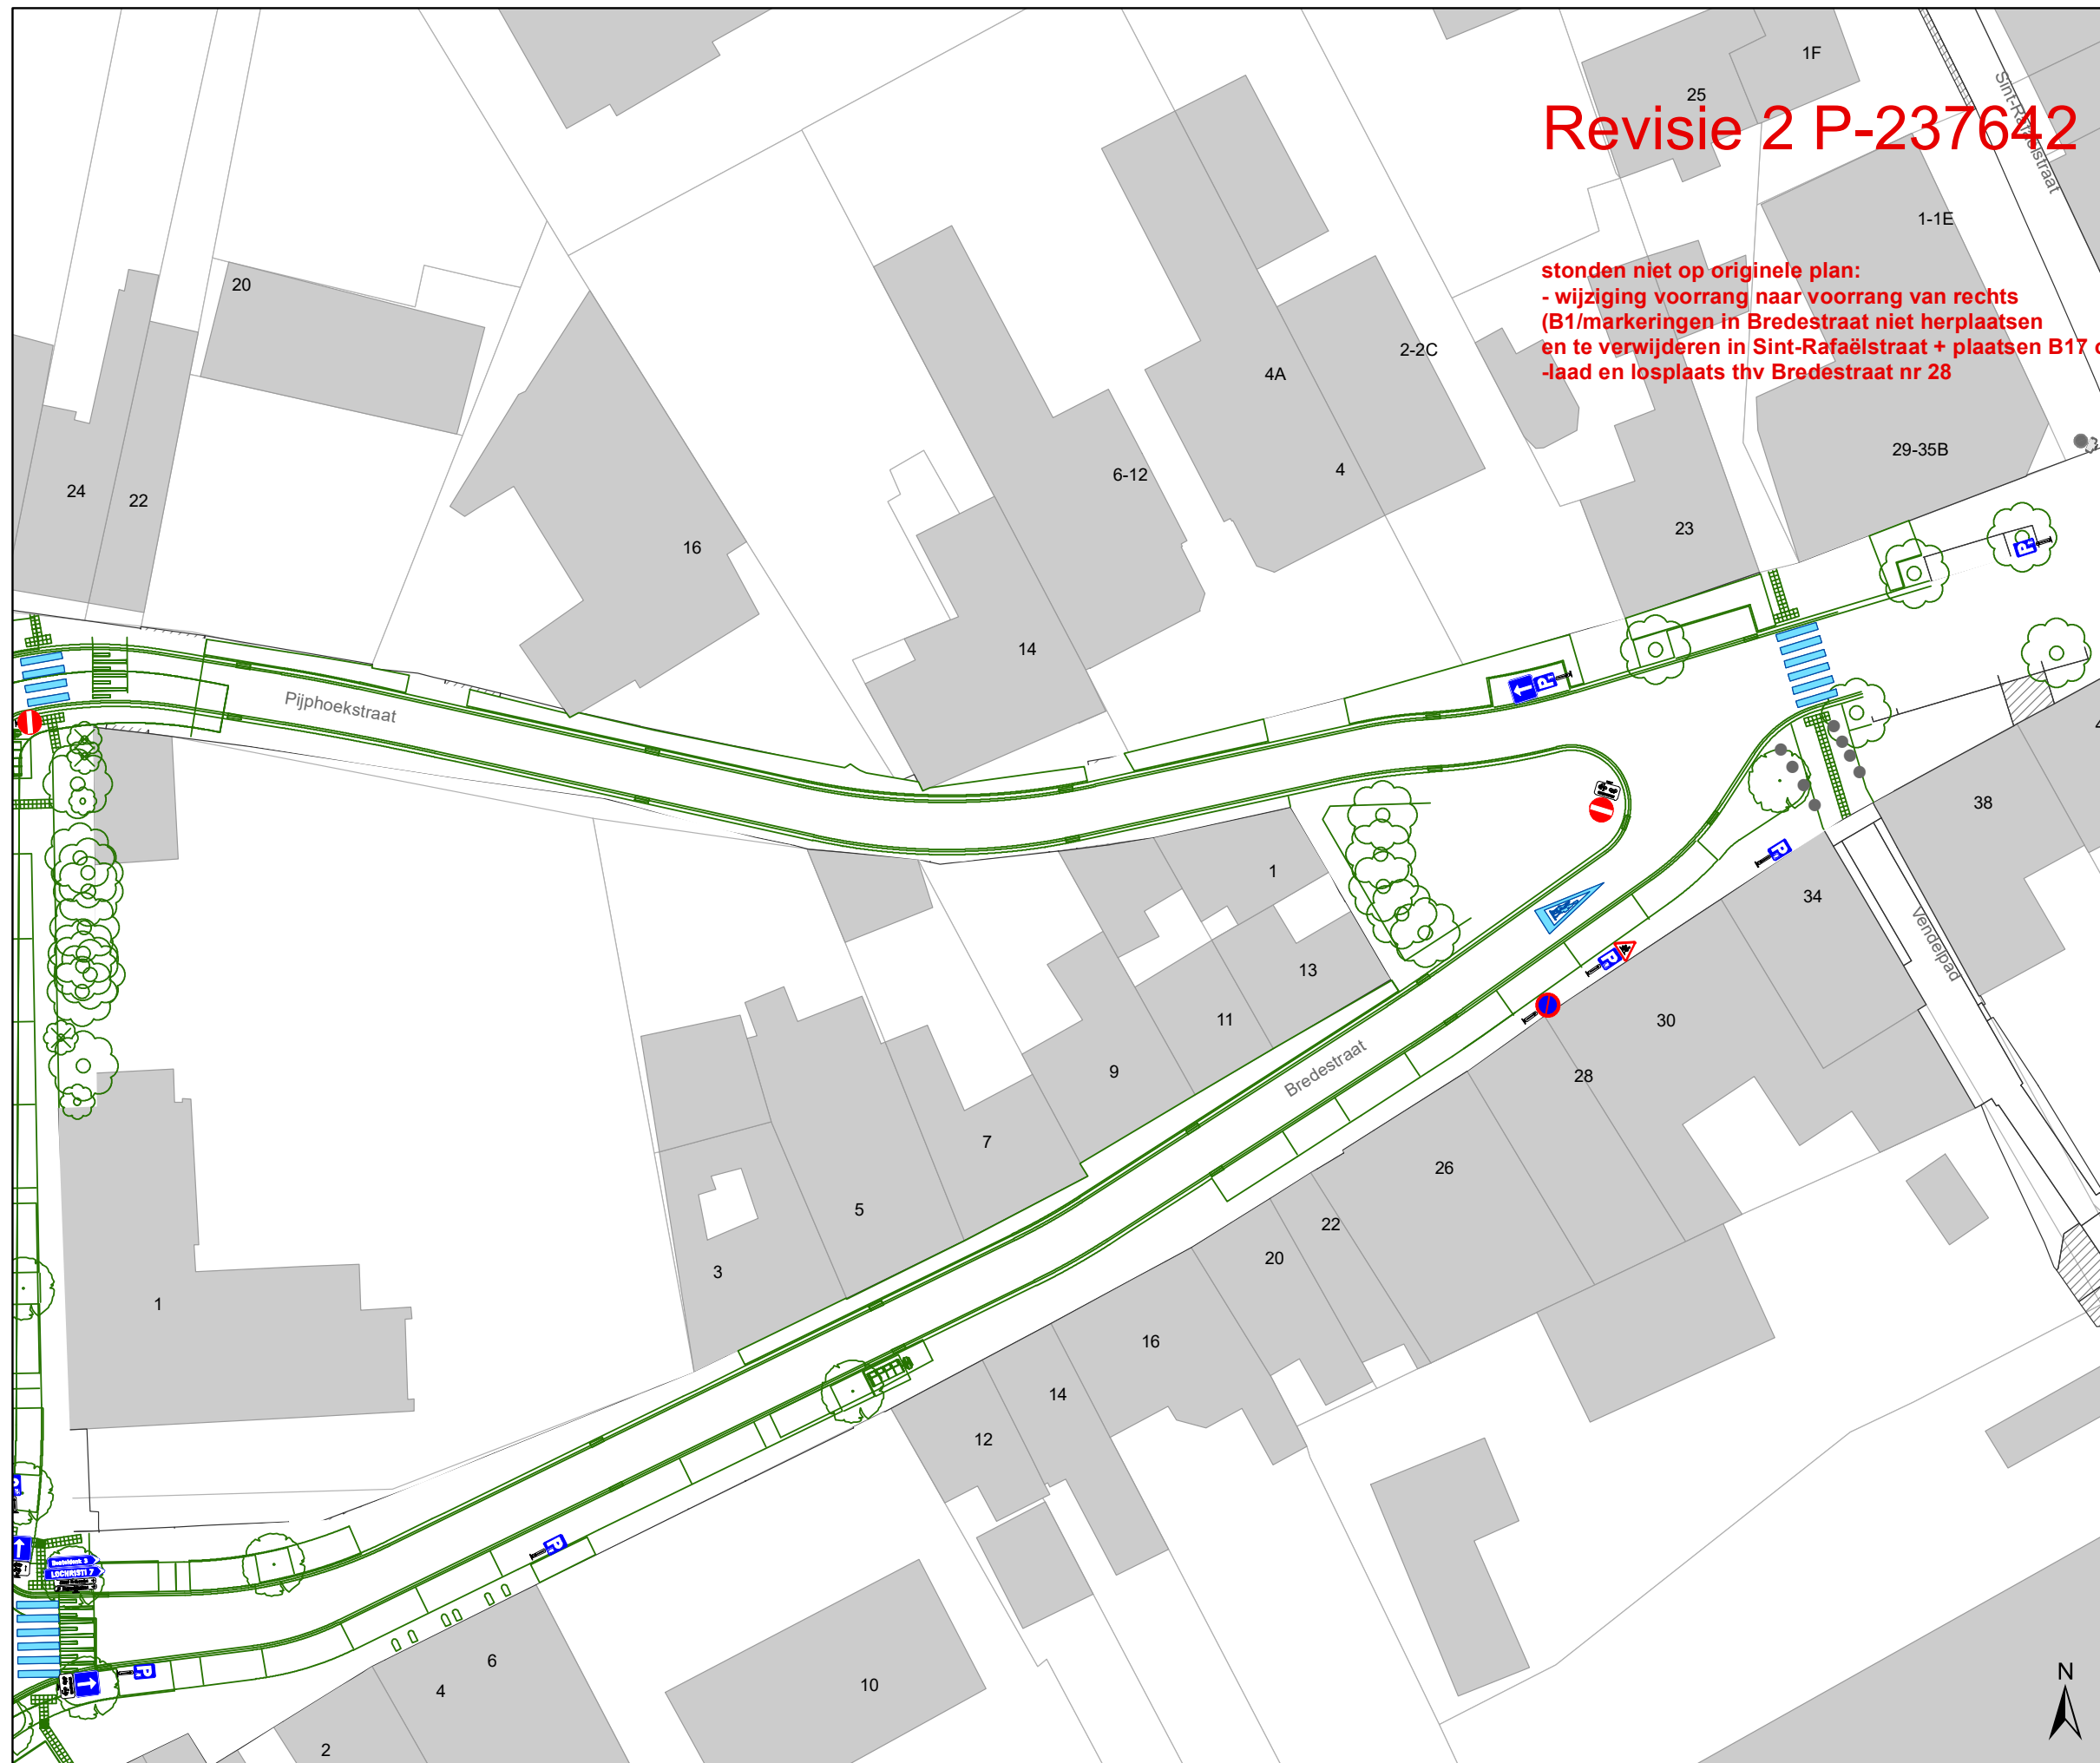 1F
25
Revisie 2 P-237642
Sint-Rafaëlstraat
1-1E
stonden niet op originele plan:
- wijziging voorrang naar voorrang van rechts
(B1/markeringen in Bredestraat niet herplaatsen
en te verwijderen in Sint-Rafaëlstraat + plaatsen B17
-laad en losplaats thv Bredestraat nr 28
20
2-2C
4A
4
6-12
29-35B
24
22
16
23
14
P
P
Pijphoekstraat
38
1
P
34
13
Vendelpad
P
11
30
Bredestraat
9
28
7
26
5
22
20
3
1
16
14
12
P
LOCHRISTI 7
6
P
4
10
2
N